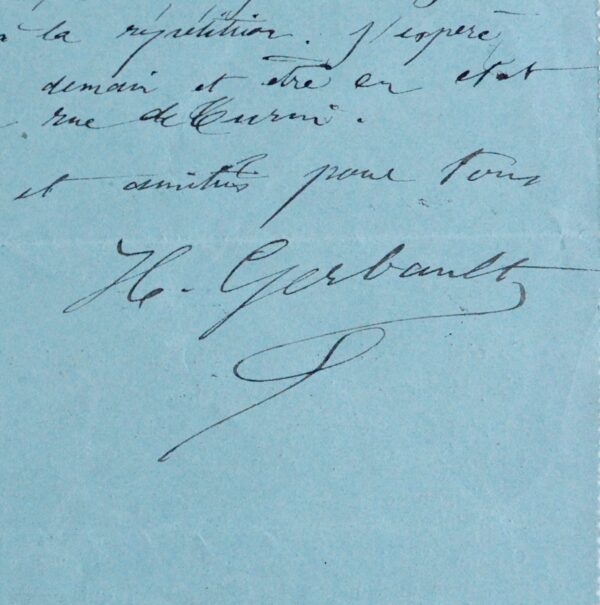 à la répétition. J'espère
demain et être en état
rue de Turin.
et amitiés pour tous
H. Gerbault